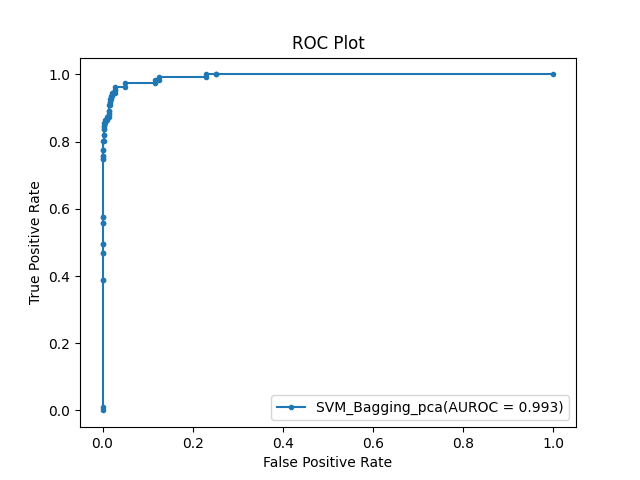 ROC Plot
1.0
0.8
0.6
0.4
0.2
0.0
True Positive Rate
SVM_Bagging_pca(AUROC = 0.993)
0.0 0.2 0.4 0.6 0.8 1.0
False Positive Rate